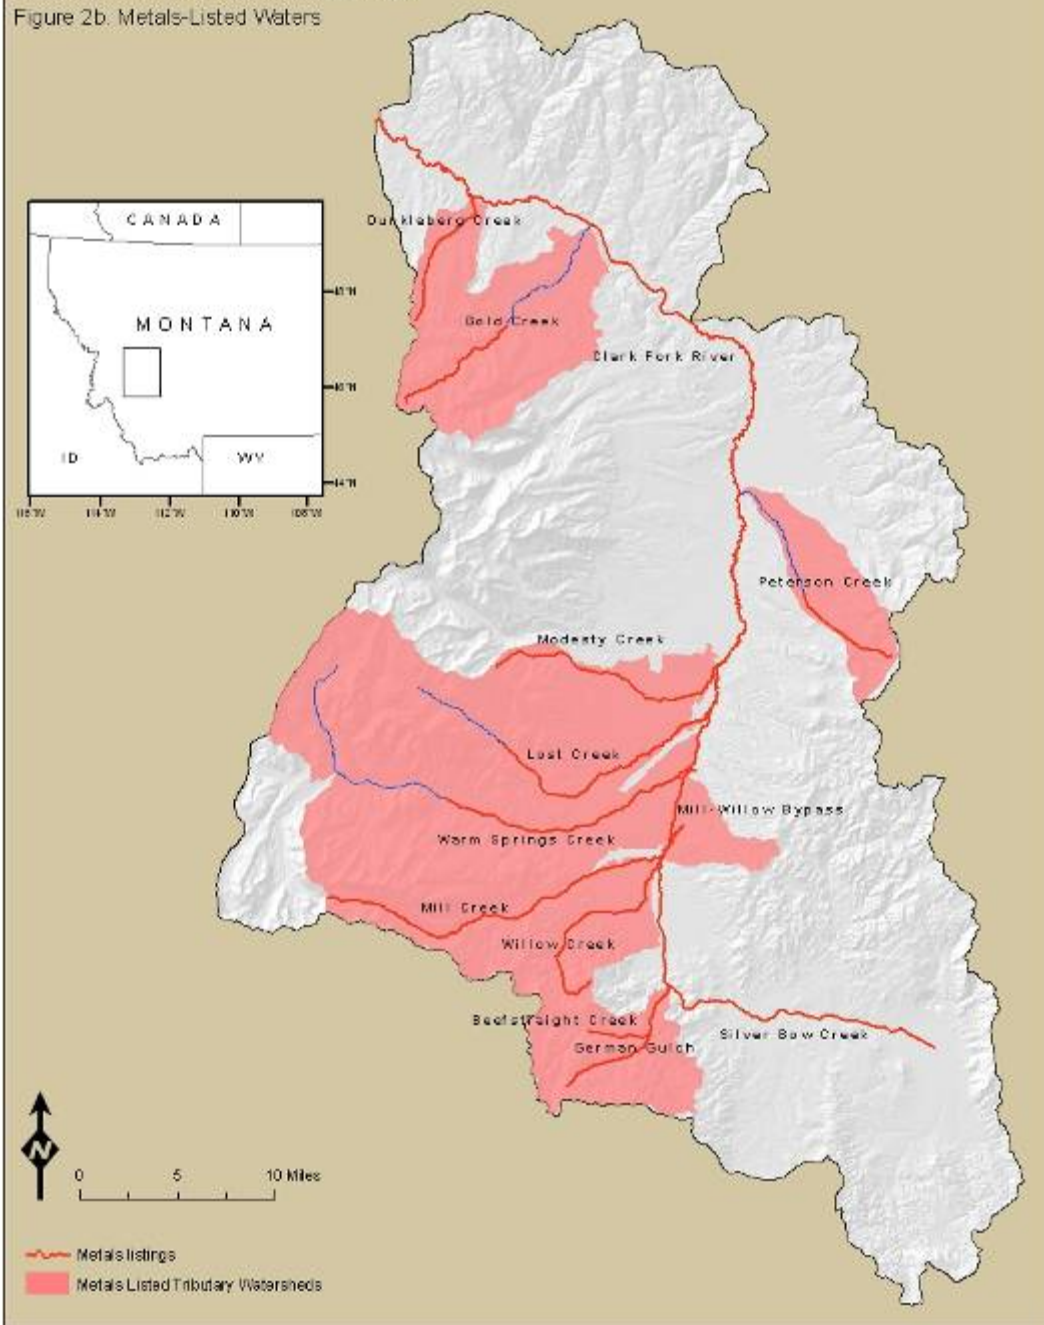 Figure 2b. Metals-Listed Waters
CANADA
MONTANA
ID
WY
Dunkleberg Creek
Gold Creek
Clark Fork River
Peterson Creek
Modesty Creek
Lost Creek
Mill-Willow Bypass
Warm Springs Creek
Mill Creek
Willow Creek
Beefstraight Creek
Silver Bow Creek
German Gulch
N
0 5 10 Miles
Metals listings
Metals Listed Tributary Watersheds